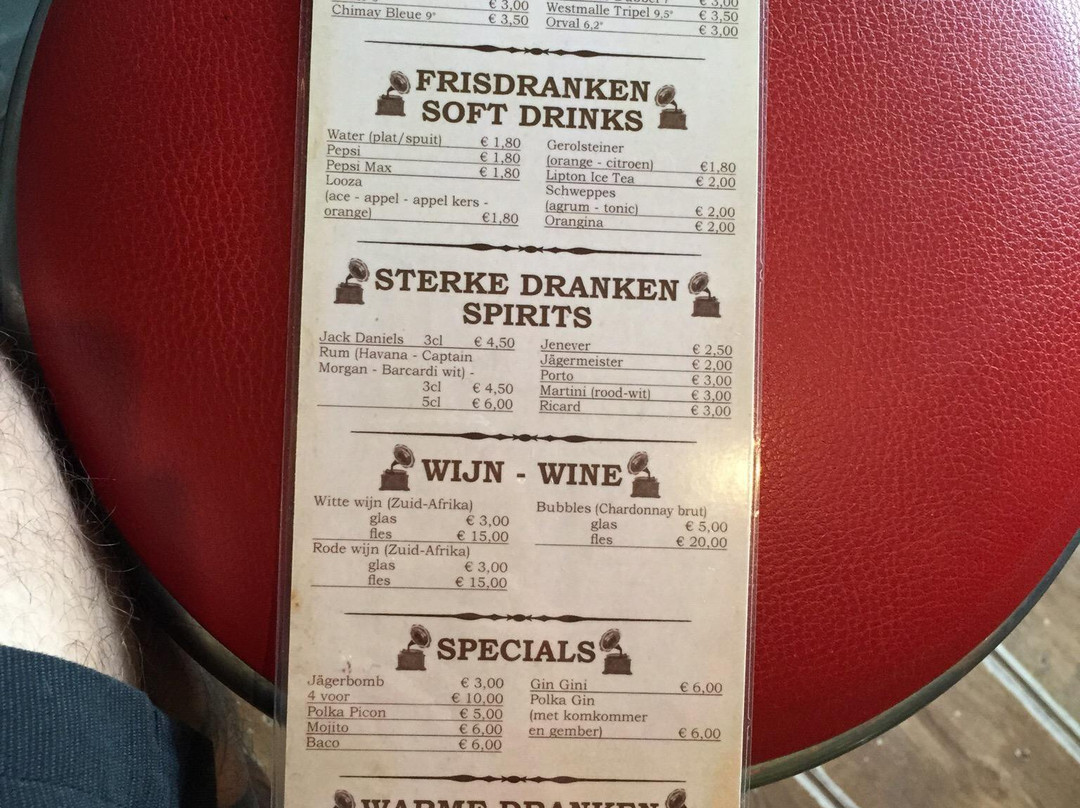 € 3,00
Chimay Bleue 9° € 3,50
€ 3,00
Westmalle Tripel 9,5° € 3,50
Orval 6,2° € 3,00
FRISDRANKEN
SOFT DRINKS
Water (plat/spuit) € 1,80
Pepsi € 1,80
Pepsi Max € 1,80
Looza
(ace - appel - appel kers -
orange) €1,80
Gerolsteiner
(orange - citroen) €1,80
Lipton Ice Tea € 2,00
Schweppes
(agrum - tonic) € 2,00
Orangina € 2,00
STERKE DRANKEN
SPIRITS
Jack Daniels 3cl € 4,50
Rum (Havana - Captain
Morgan - Barcardi wit) -
3cl € 4,50
5cl € 6,00
Jenever € 2,50
Jägermeister € 2,00
Porto € 3,00
Martini (rood-wit) € 3,00
Ricard € 3,00
WIJN - WINE
Witte wijn (Zuid-Afrika)
glas € 3,00
fles € 15,00
Rode wijn (Zuid-Afrika)
glas € 3,00
fles € 15,00
Bubbles (Chardonnay brut)
glas € 5,00
fles € 20,00
SPECIALS
Jägerbomb € 3,00
4 voor € 10,00
Polka Picon € 5,00
Mojito € 6,00
Baco € 6,00
Gin Gini € 6,00
Polka Gin
(met komkommer
en gember) € 6,00
WARME DRANKEN